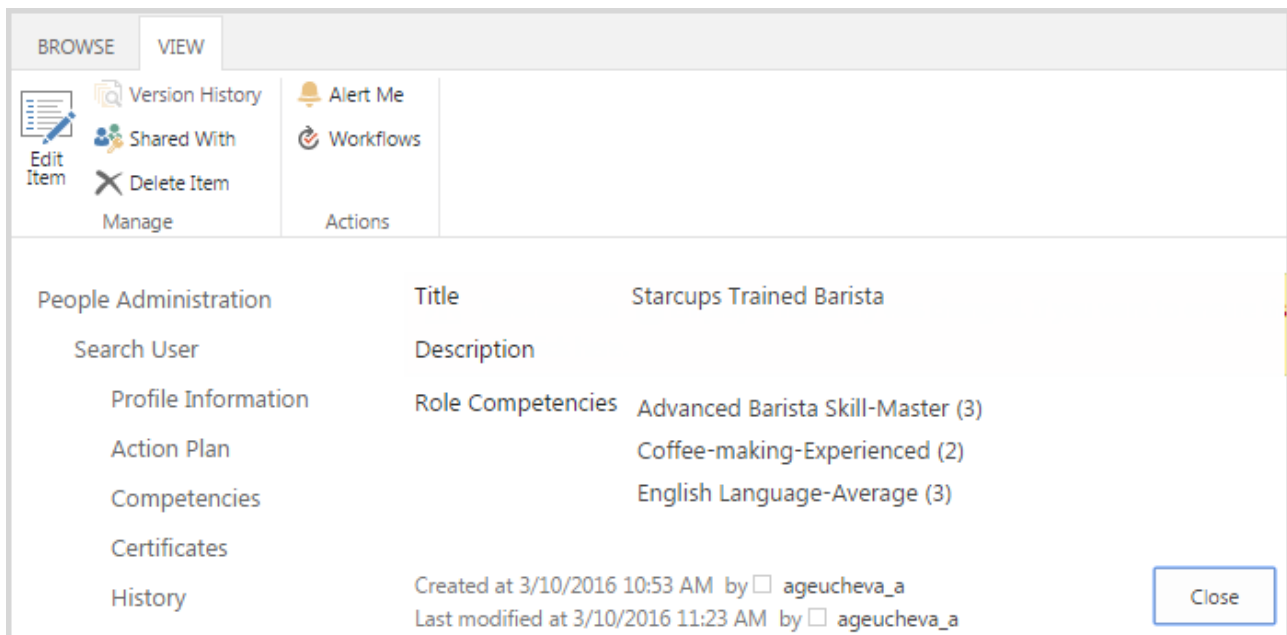 BROWSE VIEW
Version History
Shared With
Delete Item
Edit
Item
Manage
Alert Me
Workflows
Actions
People Administration
Search User
Profile Information
Action Plan
Competencies
Certificates
History
Title Starcups Trained Barista
Description
Role Competencies Advanced Barista Skill-Master (3)
Coffee-making-Experienced (2)
English Language-Average (3)
Created at 3/10/2016 10:53 AM by ageucheva_a
Last modified at 3/10/2016 11:23 AM by ageucheva_a
Close